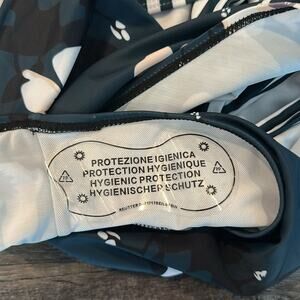 PROTEZIONE IGIENICA
PROTECTION HYGIENIQUE
HYGIENIC PROTECTION
HYGIENISCHER SCHUTZ